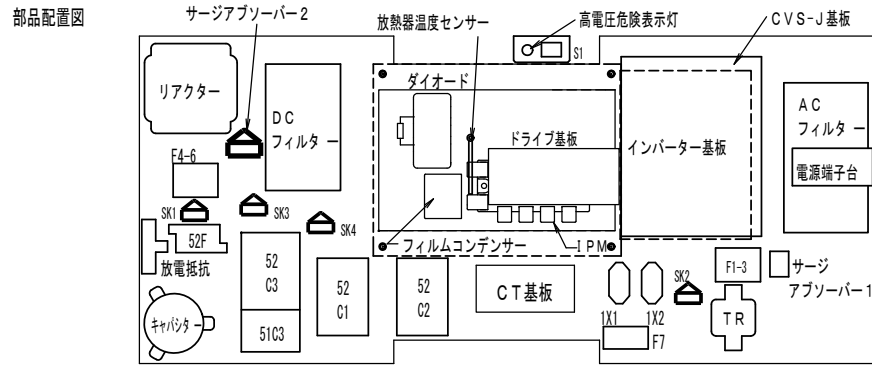 部品配置図
サージアブソーバー2
放熱器温度センサー
高電圧危険表示灯
CVS-J基板
S1
リアクター
DC
フィルター
ダイオード
ドライブ基板
インバーター基板
AC
フィルター
電源端子台
F4-6
SK1
SK3
SK4
52F
放電抵抗
フィルムコンデンサー
IPM
キャパシター
52
C3
51C3
52
C1
52
C2
CT基板
1X1
1X2
F7
SK2
F1-3
TR
サージ
アブソーバー1